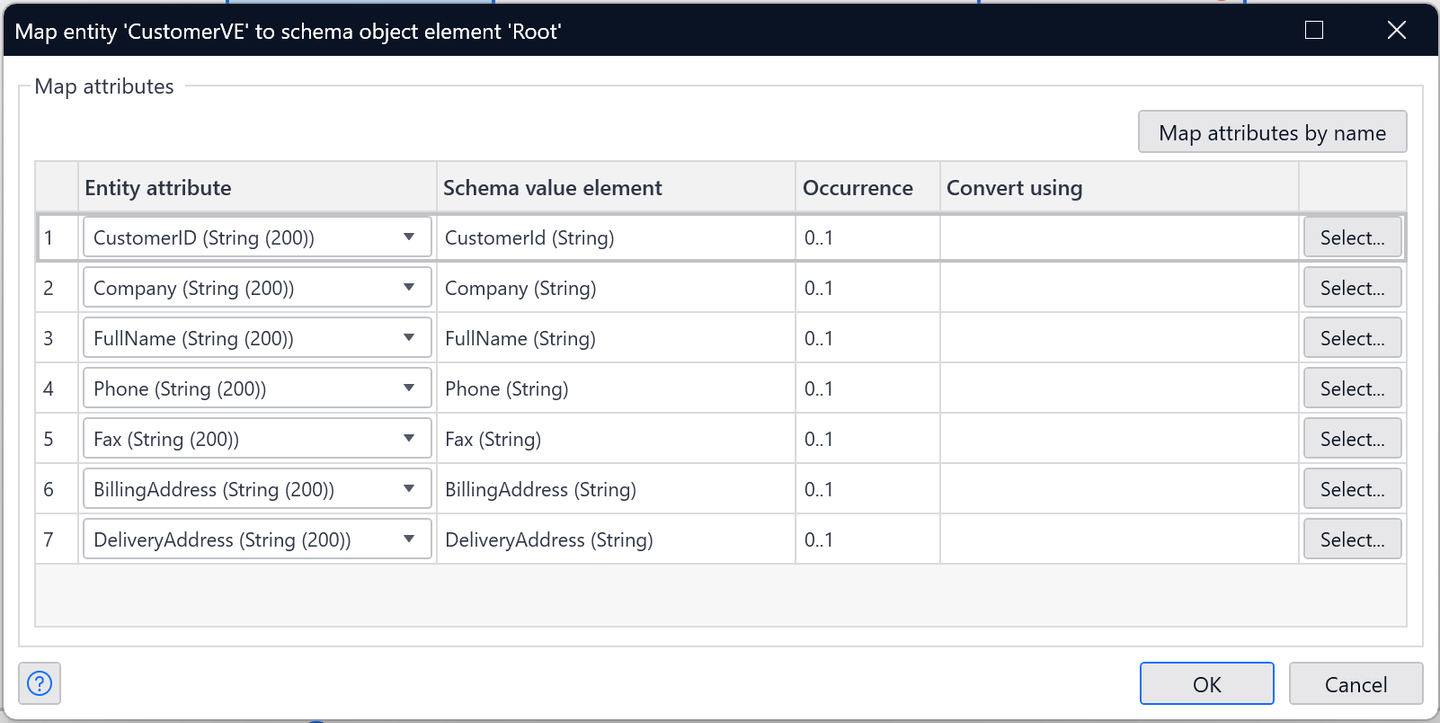 Map entity 'CustomerVE' to schema object element 'Root'
Map attributes
Map attributes by name
Entity attribute Schema value element Occurrence Convert using
1 CustomerID (String (200)) CustomerId (String) 0..1 Select...
2 Company (String (200)) Company (String) 0..1 Select...
3 FullName (String (200)) FullName (String) 0..1 Select...
4 Phone (String (200)) Phone (String) 0..1 Select...
5 Fax (String (200)) Fax (String) 0..1 Select...
6 BillingAddress (String (200)) BillingAddress (String) 0..1 Select...
7 DeliveryAddress (String (200)) DeliveryAddress (String) 0..1 Select...
? OK Cancel